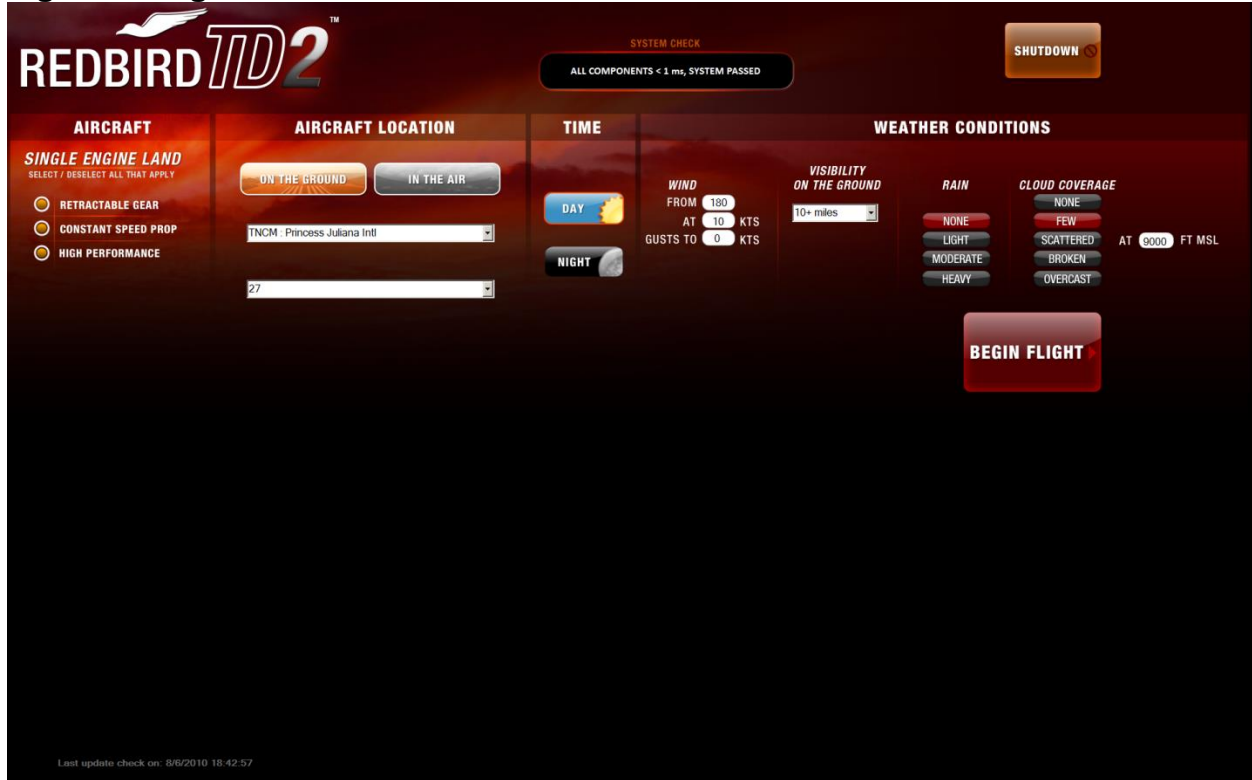 REDBIRD TD2™
SYSTEM CHECK
ALL COMPONENTS < 1 ms, SYSTEM PASSED
SHUTDOWN
AIRCRAFT
SINGLE ENGINE LAND
SELECT / DESELECT ALL THAT APPLY
RETRACTABLE GEAR
CONSTANT SPEED PROP
HIGH PERFORMANCE
AIRCRAFT LOCATION
ON THE GROUND
IN THE AIR
TNCM : Princess Juliana Intl
27
TIME
DAY
NIGHT
WEATHER CONDITIONS
WIND
FROM 180
AT 10 KTS
GUSTS TO 0 KTS
VISIBILITY
ON THE GROUND
10+ miles
RAIN
NONE
LIGHT
MODERATE
HEAVY
CLOUD COVERAGE
NONE
FEW
SCATTERED
BROKEN
OVERCAST
AT 9000 FT MSL
BEGIN FLIGHT
Last update check on: 8/6/2010 18:42:57